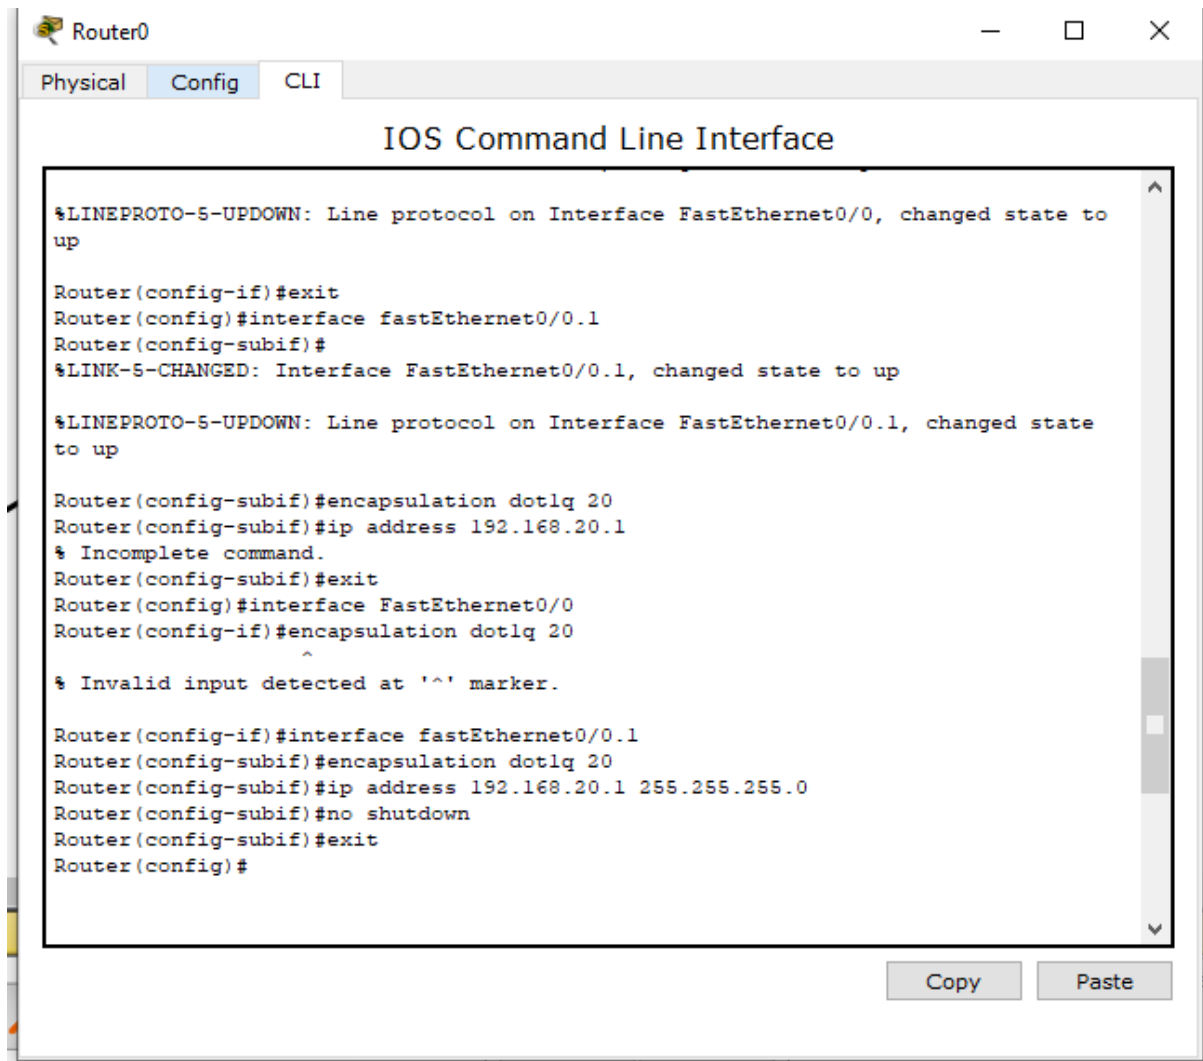 Router0
Physical Config CLI
IOS Command Line Interface
%LINEPROTO-5-UPDOWN: Line protocol on Interface FastEthernet0/0, changed state to
up
Router(config-if)#exit
Router(config)#interface fastEthernet0/0.1
Router(config-subif)#
%LINK-5-CHANGED: Interface FastEthernet0/0.1, changed state to up
%LINEPROTO-5-UPDOWN: Line protocol on Interface FastEthernet0/0.1, changed state
to up
Router(config-subif)#encapsulation dot1q 20
Router(config-subif)#ip address 192.168.20.1
% Incomplete command.
Router(config-subif)#exit
Router(config)#interface FastEthernet0/0
Router(config-if)#encapsulation dot1q 20
^
% Invalid input detected at '^' marker.
Router(config-if)#interface fastEthernet0/0.1
Router(config-subif)#encapsulation dot1q 20
Router(config-subif)#ip address 192.168.20.1 255.255.255.0
Router(config-subif)#no shutdown
Router(config-subif)#exit
Router(config)#
Copy Paste